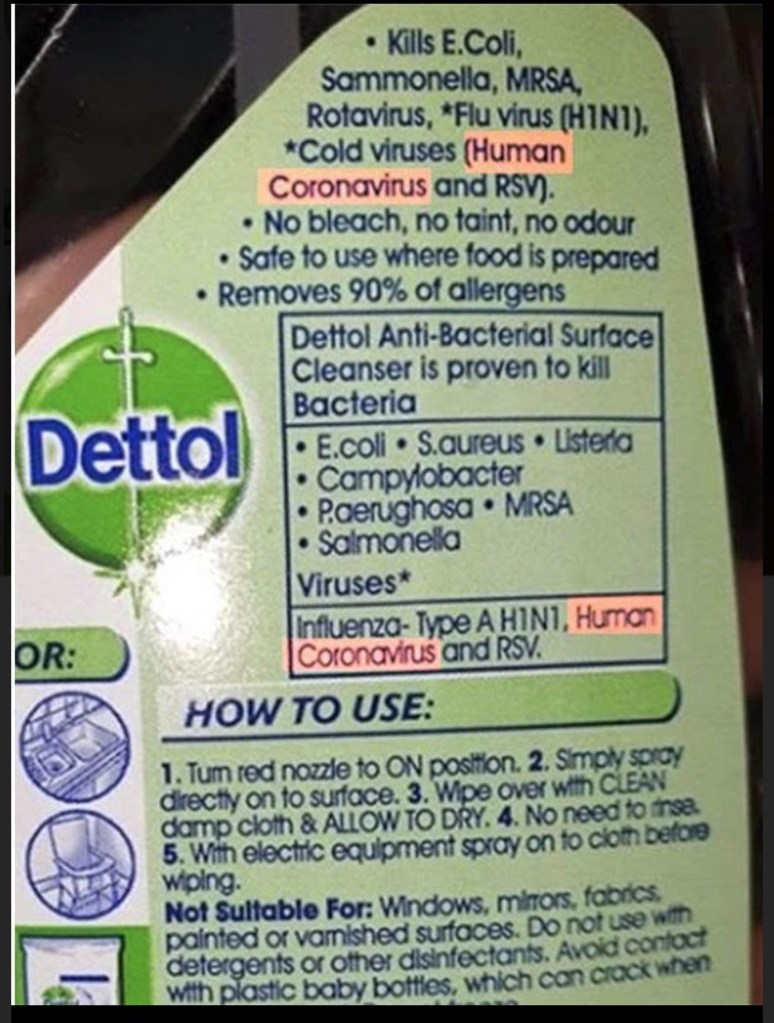 • Kills E.Coli,
Sammonella, MRSA,
Rotavirus, *Flu virus (H1N1),
*Cold viruses (Human
Coronavirus and RSV).
• No bleach, no taint, no odour
• Safe to use where food is prepared
• Removes 90% of allergens
Dettol Anti-Bacterial Surface
Cleanser is proven to kill
Bacteria
• E.coli • S.aureus • Listeria
• Campylobacter
• P.aerughosa • MRSA
• Salmonella
Viruses*
Influenza- Type A H1N1, Human
Coronavirus and RSV.
Dettol
OR:
HOW TO USE:
1. Turn red nozzle to ON position. 2. Simply spray
directly on to surface. 3. Wipe over with CLEAN
damp cloth & ALLOW TO DRY. 4. No need to rinse.
5. With electric equipment spray on to cloth before
wiping.
Not Suitable For: Windows, mirrors, fabrics,
painted or varnished surfaces. Do not use with
detergents or other disinfectants. Avoid contact
with plastic baby bottles, which can crack when